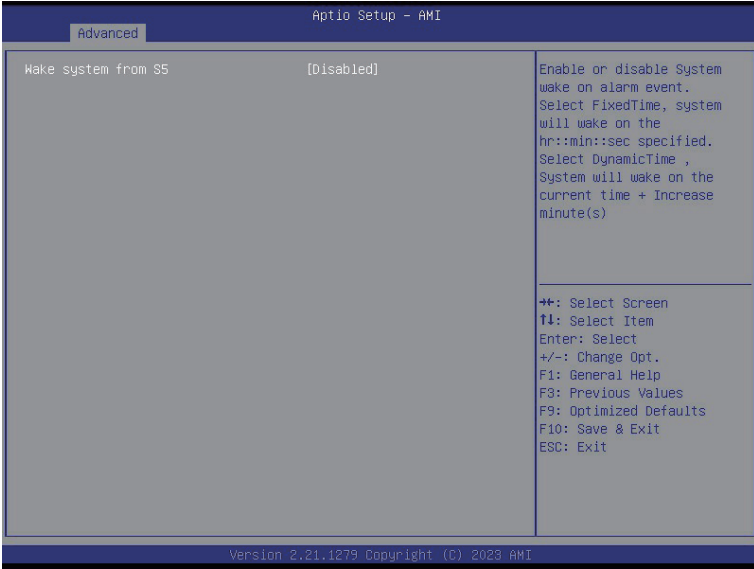 Aptio Setup – AMI
Advanced
Wake system from S5 [Disabled]
Enable or disable System
wake on alarm event.
Select FixedTime, system
will wake on the
hr::min::sec specified.
Select DynamicTime ,
System will wake on the
current time + Increase
minute(s)
→←: Select Screen
↑↓: Select Item
Enter: Select
+/-: Change Opt.
F1: General Help
F3: Previous Values
F9: Optimized Defaults
F10: Save & Exit
ESC: Exit
Version 2.21.1279 Copyright (C) 2023 AMI